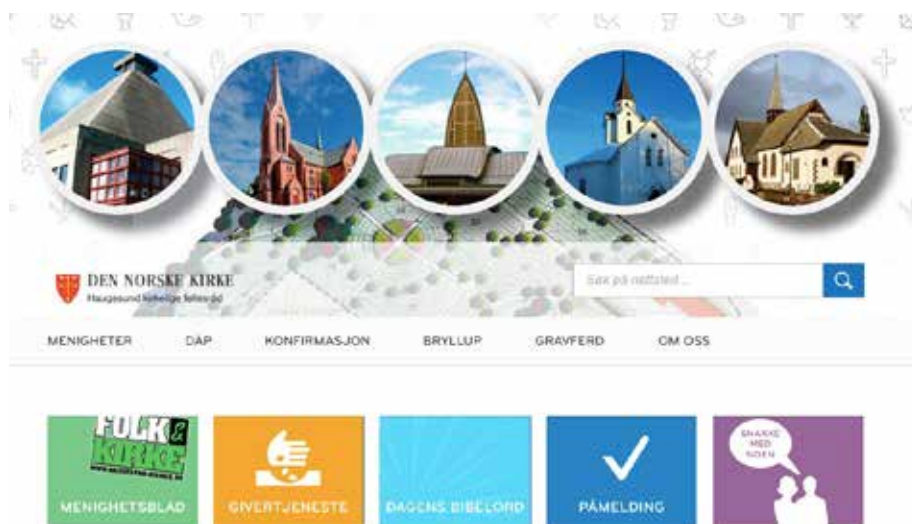 DEN NORSKE KIRKE
Haugesund kirkelige fellesråd
Søk på nettsted ...
MENIGHETER DÅP KONFIRMASJON BRYLLUP GRAVFERD OM OSS
FOLK &
KIRKE
SNAKKE
MED
NOEN
MENIGHETSBLAD GIVERTJENESTE DAGENS BIBELORD PÅMELDING